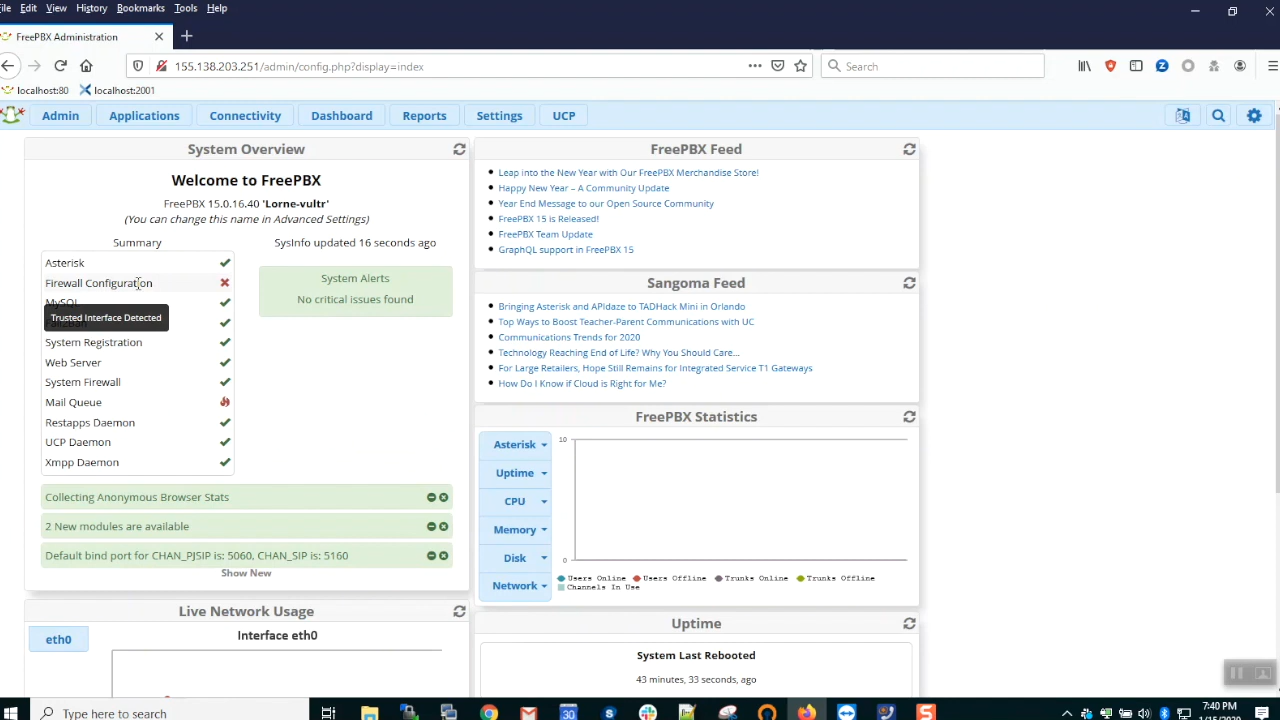 File Edit View History Bookmarks Tools Help
FreePBX Administration
155.138.203.251/admin/config.php?display=index
Search
localhost:80 localhost:2001
Admin Applications Connectivity Dashboard Reports Settings UCP
System Overview
Welcome to FreePBX
FreePBX 15.0.16.40 'Lorne-vultr'
(You can change this name in Advanced Settings)
Summary
SysInfo updated 16 seconds ago
Asterisk
Firewall Configuration
MySQL
Trusted Interface Detected
System Registration
Web Server
System Firewall
Mail Queue
Restapps Daemon
UCP Daemon
Xmpp Daemon
System Alerts
No critical issues found
Collecting Anonymous Browser Stats
2 New modules are available
Default bind port for CHAN_PJSIP is: 5060, CHAN_SIP is: 5160
Show New
Live Network Usage
eth0
Interface eth0
FreePBX Feed
Leap into the New Year with Our FreePBX Merchandise Store!
Happy New Year – A Community Update
Year End Message to our Open Source Community
FreePBX 15 is Released!
FreePBX Team Update
GraphQL support in FreePBX 15
Sangoma Feed
Bringing Asterisk and APIdaze to TADHack Mini in Orlando
Top Ways to Boost Teacher-Parent Communications with UC
Communications Trends for 2020
Technology Reaching End of Life? Why You Should Care...
For Large Retailers, Hope Still Remains for Integrated Service T1 Gateways
How Do I Know if Cloud is Right for Me?
FreePBX Statistics
Asterisk
Uptime
CPU
Memory
Disk
Network
10
0
Users Online Users Offline Trunks Online Trunks Offline
Channels In Use
Uptime
System Last Rebooted
43 minutes, 33 seconds, ago
Type here to search
7:40 PM
1/15/2020